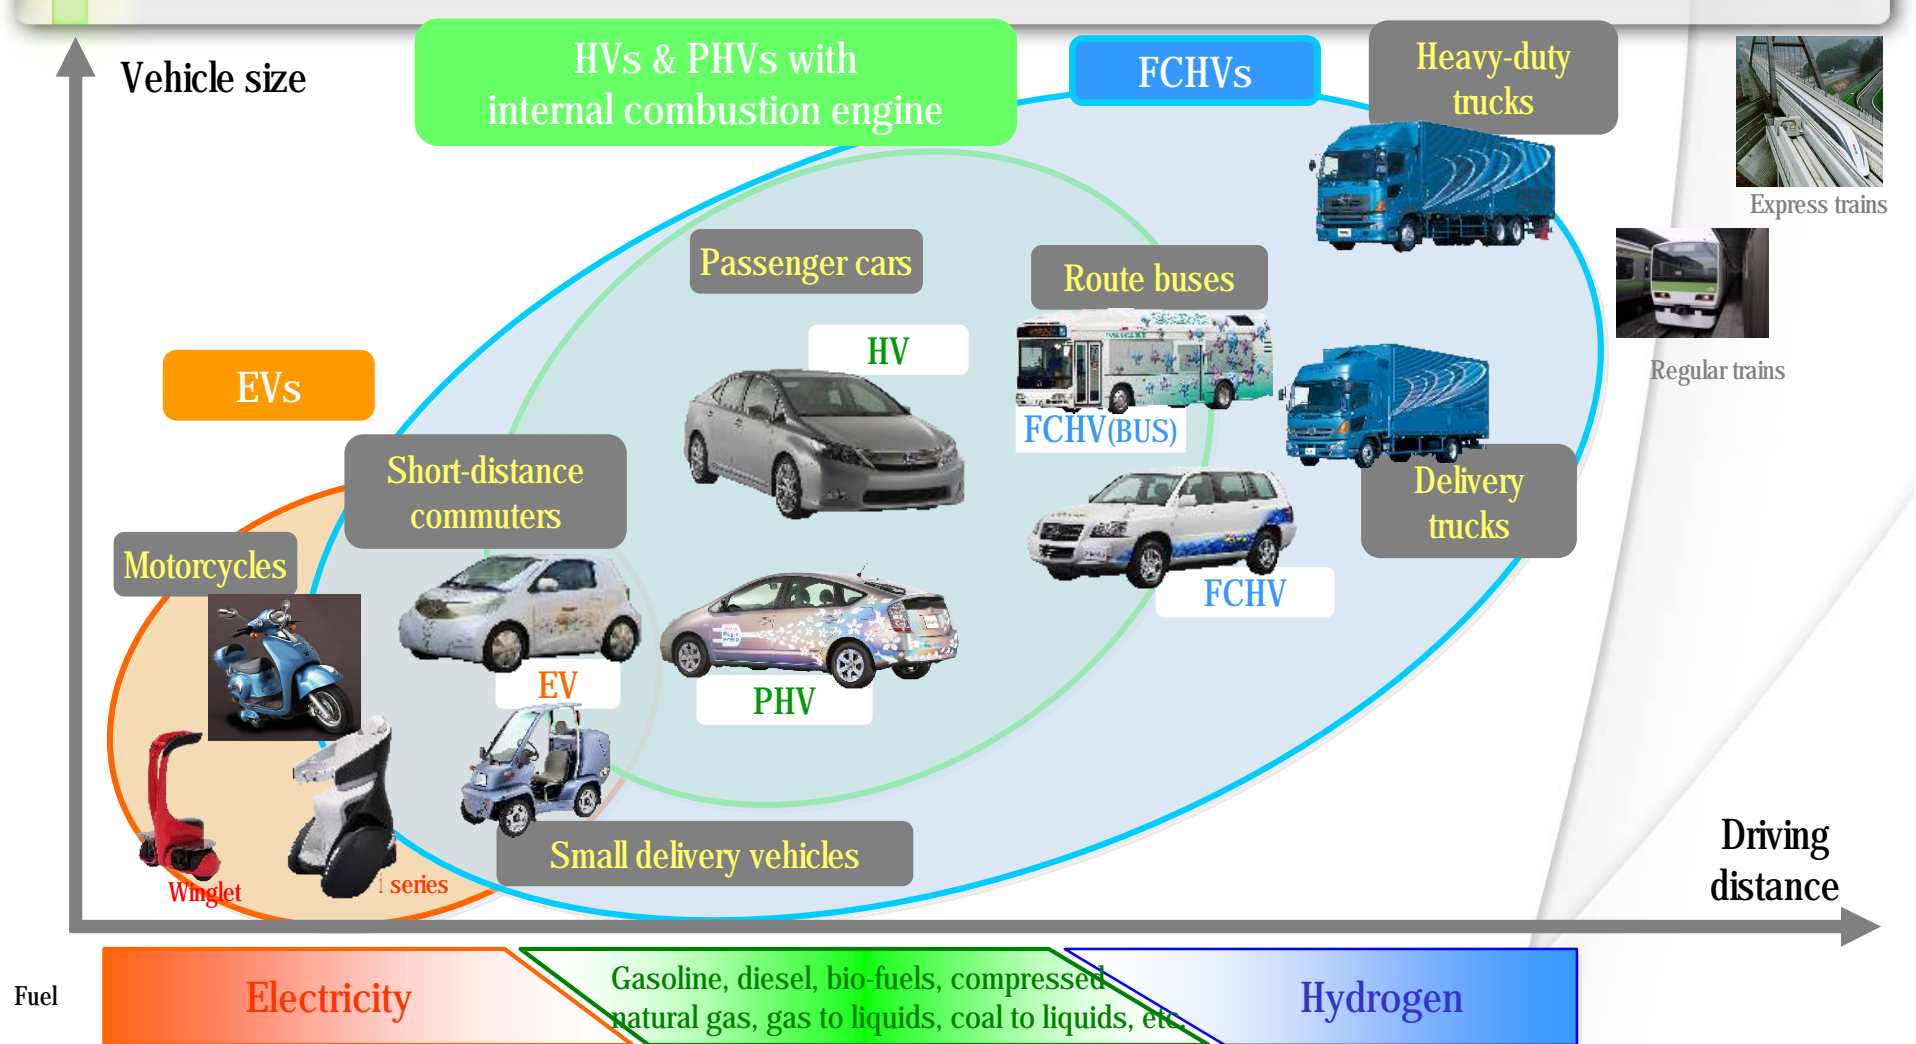 Vehicle size
HVs & PHVs with
internal combustion engine
FCHVs
Heavy-duty
trucks
Express trains
Passenger cars
Route buses
HV
Regular trains
EVs
FCHV(BUS)
Short-distance
commuters
Delivery
trucks
Motorcycles
FCHV
EV
PHV
Driving
distance
Small delivery vehicles
Winglet
i series
Fuel
Electricity
Gasoline, diesel, bio-fuels, compressed
natural gas, gas to liquids, coal to liquids, etc.
Hydrogen